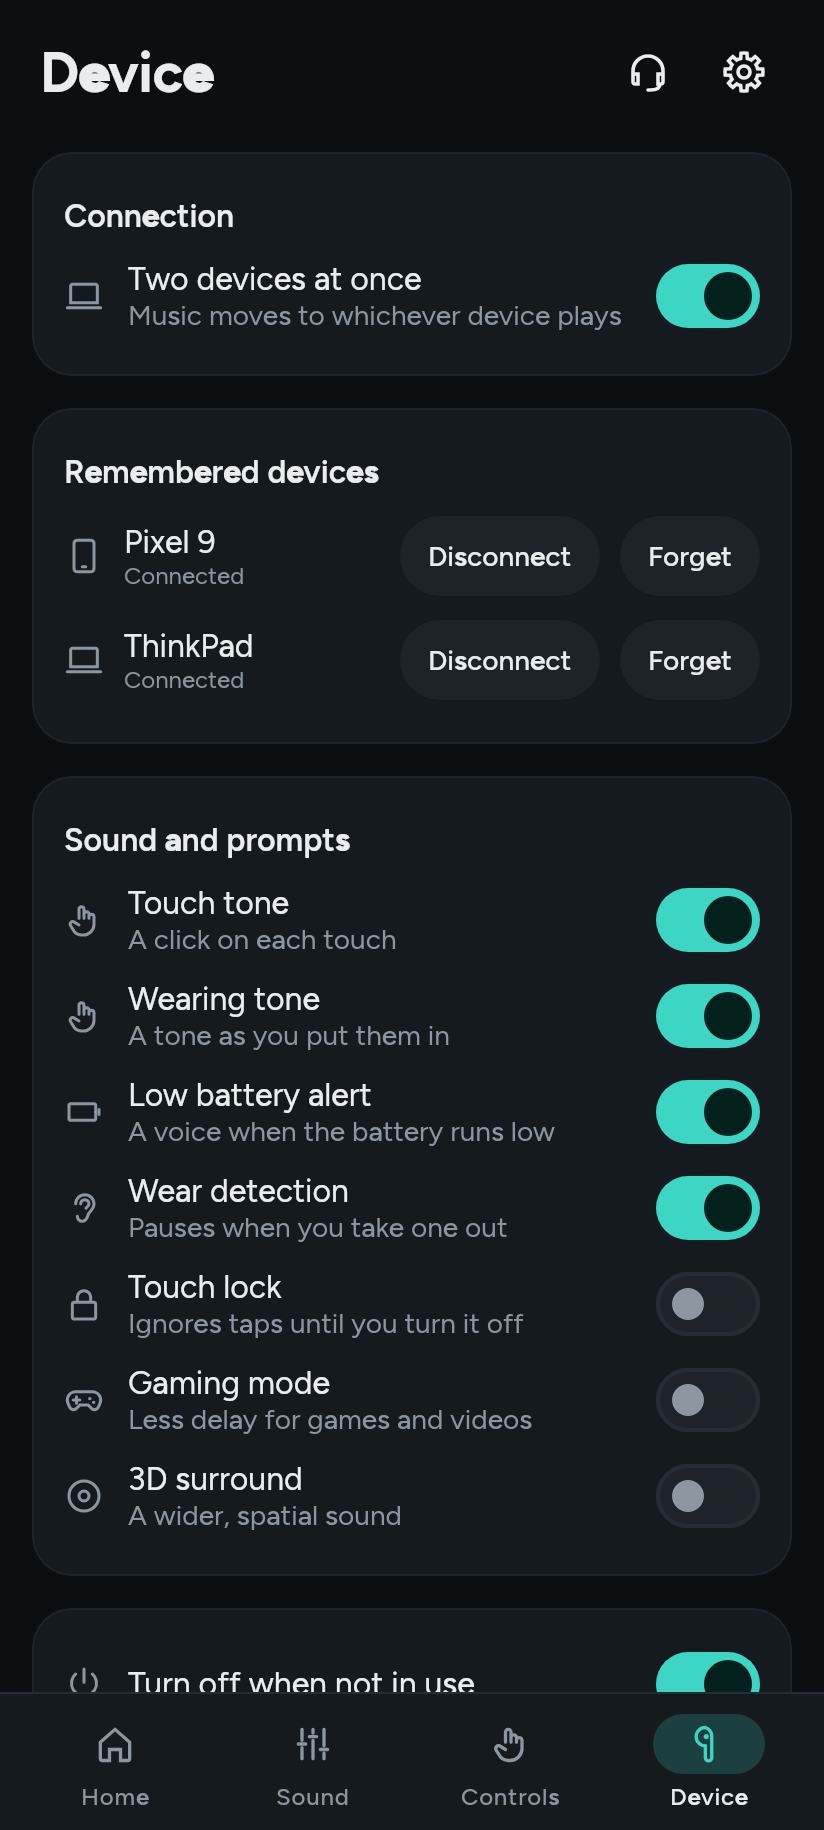 Device
Connection
Two devices at once
Music moves to whichever device plays
Remembered devices
Pixel 9
Connected
Disconnect
Forget
ThinkPad
Connected
Disconnect
Forget
Sound and prompts
Touch tone
A click on each touch
Wearing tone
A tone as you put them in
Low battery alert
A voice when the battery runs low
Wear detection
Pauses when you take one out
Touch lock
Ignores taps until you turn it off
Gaming mode
Less delay for games and videos
3D surround
A wider, spatial sound
Turn off when not in use
Home
Sound
Controls
Device